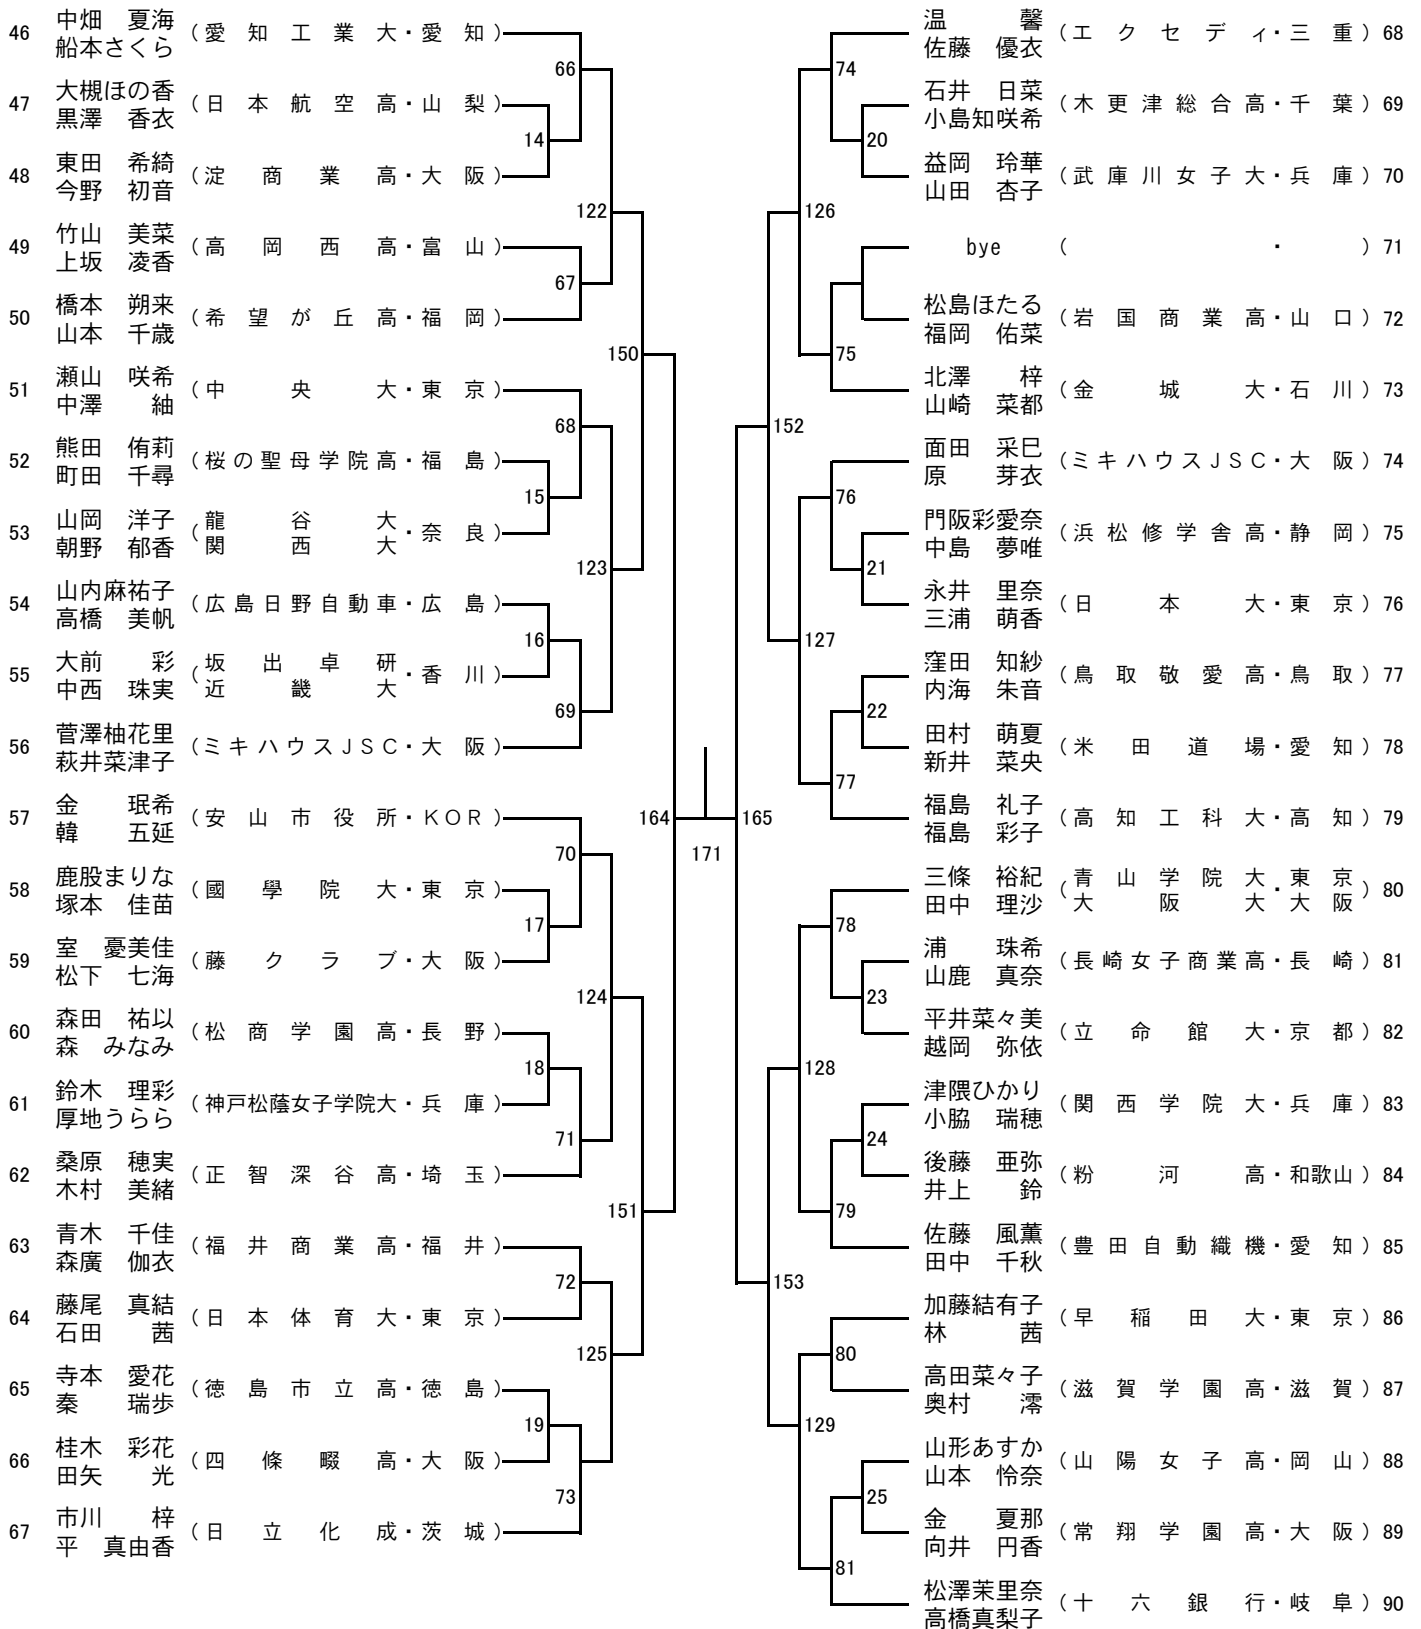 46 中畑 夏海 (愛知工業大・愛知)
船本さくら
47 大槻ほの香 (日本航空高・山梨)
黒澤 香衣
48 東田 希綺 (淀商業高・大阪)
今野 初音
49 竹山 美菜 (高岡西高・富山)
上坂 凌香
50 橋本 朔来 (希望が丘高・福岡)
山本 千歳
51 瀬山 咲希 (中央大・東京)
中澤 紬
52 熊田 侑莉 (桜の聖母学院高・福島)
町田 千尋
53 山岡 洋子 (龍谷大・奈良)
朝野 郁香 関西大
54 山内麻祐子 (広島日野自動車・広島)
高橋 美帆
55 大前 彩 (坂出卓研・香川)
中西 珠実 近畿大
56 菅澤柚花里 (ミキハウスJSC・大阪)
萩井菜津子
57 金 珉希 (安山市役所・KOR)
韓 五延
58 鹿股まりな (國學院大・東京)
塚本 佳苗
59 室 憂美佳 (藤クラブ・大阪)
松下 七海
60 森田 祐以 (松商学園高・長野)
森 みなみ
61 鈴木 理彩 (神戸松蔭女子学院大・兵庫)
厚地うらら
62 桑原 穂実 (正智深谷高・埼玉)
木村 美緒
63 青木 千佳 (福井商業高・福井)
森廣 伽衣
64 藤尾 真結 (日本体育大・東京)
石田 茜
65 寺本 愛花 (徳島市立高・徳島)
秦 瑞歩
66 桂木 彩花 (四條畷高・大阪)
田矢 光
67 市川 梓 (日立化成・茨城)
平 真由香
66
14
122
67
150
68
15
123
16
69
164
70
17
124
18
71
151
72
125
19
73
171
165
74
20
126
75
152
76
21
127
22
77
78
23
128
24
79
153
80
129
25
81
温 馨 (エクセディ・三重) 68
佐藤 優衣
石井 日菜 (木更津総合高・千葉) 69
小島知咲希
益岡 玲華 (武庫川女子大・兵庫) 70
山田 杏子
bye ( ・ ) 71
松島ほたる (岩国商業高・山口) 72
福岡 佑菜
北澤 梓 (金城大・石川) 73
山崎 菜都
面田 采巳 (ミキハウスJSC・大阪) 74
原 芽衣
門阪彩愛奈 (浜松修学舎高・静岡) 75
中島 夢唯
永井 里奈 (日本大・東京) 76
三浦 萌香
窪田 知紗 (鳥取敬愛高・鳥取) 77
内海 朱音
田村 萌夏 (米田道場・愛知) 78
新井 菜央
福島 礼子 (高知工科大・高知) 79
福島 彩子
三條 裕紀 (青山学院大・東京) 80
田中 理沙 大阪大 大阪
浦 珠希 (長崎女子商業高・長崎) 81
山鹿 真奈
平井菜々美 (立命館大・京都) 82
越岡 弥依
津隈ひかり (関西学院大・兵庫) 83
小脇 瑞穂
後藤 亜弥 (粉河高・和歌山) 84
井上 鈴
佐藤 風薫 (豊田自動織機・愛知) 85
田中 千秋
加藤結有子 (早稲田大・東京) 86
林 茜
高田菜々子 (滋賀学園高・滋賀) 87
奥村 澪
山形あすか (山陽女子高・岡山) 88
山本 怜奈
金 夏那 (常翔学園高・大阪) 89
向井 円香
松澤茉里奈 (十六銀行・岐阜) 90
高橋真梨子